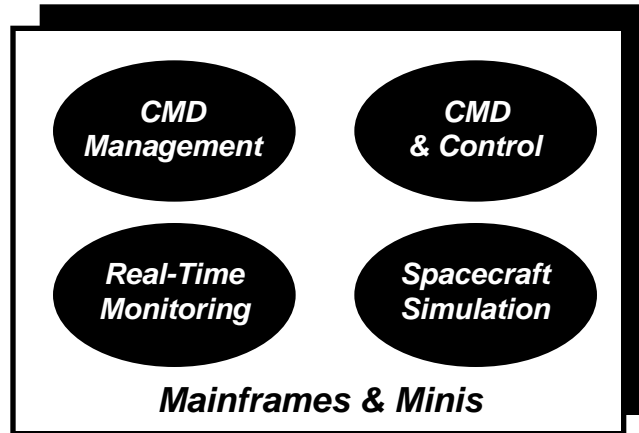 CMD
Management
CMD
& Control
Real-Time
Monitoring
Spacecraft
Simulation
Mainframes & Minis